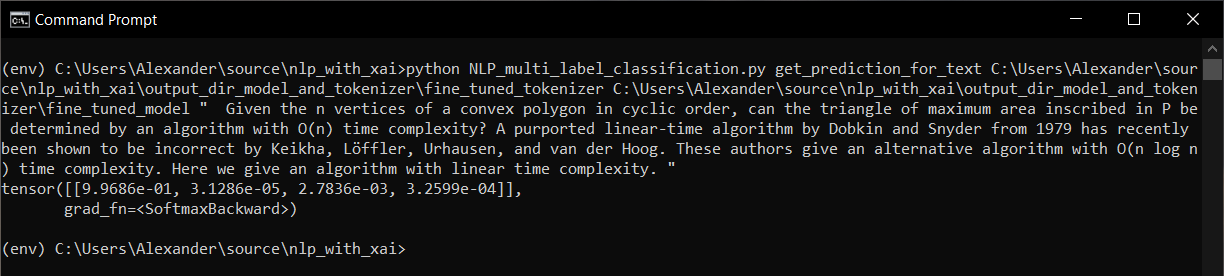 Command Prompt
(env) C:\Users\Alexander\source\nlp_with_xai>python NLP_multi_label_classification.py get_prediction_for_text C:\Users\Alexander\sour
ce\nlp_with_xai\output_dir_model_and_tokenizer\fine_tuned_tokenizer C:\Users\Alexander\source\nlp_with_xai\output_dir_model_and_token
izer\fine_tuned_model "  Given the n vertices of a convex polygon in cyclic order, can the triangle of maximum area inscribed in P be
 determined by an algorithm with O(n) time complexity? A purported linear-time algorithm by Dobkin and Snyder from 1979 has recently
been shown to be incorrect by Keikha, Löffler, Urhausen, and van der Hoog. These authors give an alternative algorithm with O(n log n
) time complexity. Here we give an algorithm with linear time complexity. "
tensor([[9.9686e-01, 3.1286e-05, 2.7836e-03, 3.2599e-04]],
       grad_fn=<SoftmaxBackward>)
(env) C:\Users\Alexander\source\nlp_with_xai>